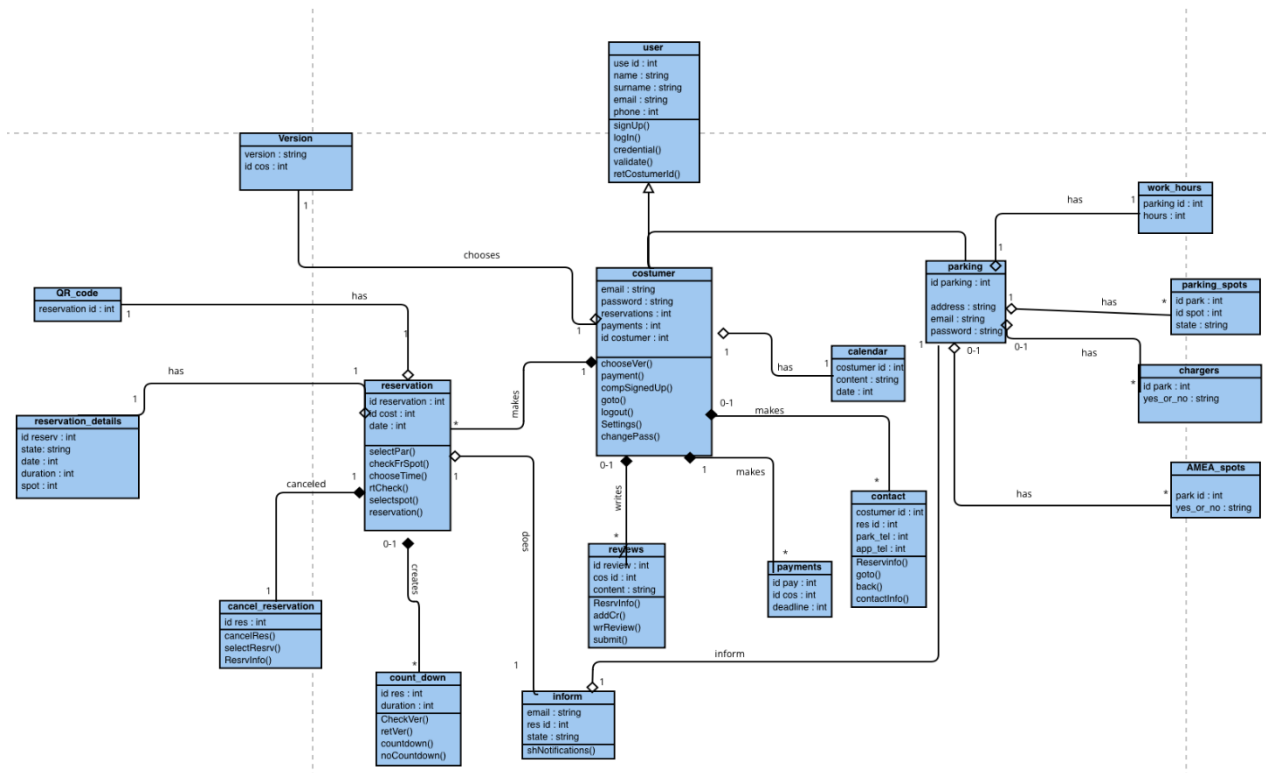 user
use id : int
name : string
surname : string
email : string
phone : int
signUp()
logIn()
credential()
validate()
retCostumerId()
Version
version : string
id cos : int
1
chooses
1
work_hours
parking id : int
hours : int
has
1
1
QR_code
reservation id : int
1
has
1
costumer
email : string
password : string
reservations : int
payments : int
id costumer : int
chooseVer()
payment()
compSignedUp()
goto()
logout()
Settings()
changePass()
parking
id parking : int
address : string
email : string
password : string
parking_spots
id park : int
id spot : int
state : string
1
has
*
chargers
id park : int
yes_or_no : string
0-1
has
*
AMEA_spots
park id : int
yes_or_no : string
0-1
has
*
calendar
costumer id : int
content : string
date : int
1
has
1
reservation
id reservation : int
id cost : int
date : int
selectPar()
checkFrSpot()
chooseTime()
rtCheck()
selectspot()
reservation()
has
1
1
reservation_details
id reserv : int
state: string
date : int
duration : int
spot : int
1
makes
*
canceled
1
1
cancel_reservation
id res : int
cancelRes()
selectResrv()
ResrvInfo()
0-1
creates
*
count_down
id res : int
duration : int
CheckVer()
retVer()
countdown()
noCountdown()
1
does
1
inform
email : string
res id : int
state : string
shNotifications()
1
inform
1
0-1
writes
*
reviews
id review : int
cos id : int
content : string
ResrvInfo()
addCr()
wrReview()
submit()
1
makes
*
payments
id pay : int
id cos : int
deadline : int
0-1
makes
*
contact
costumer id : int
res id : int
park_tel : int
app_tel : int
Reservinfo()
goto()
back()
contactInfo()